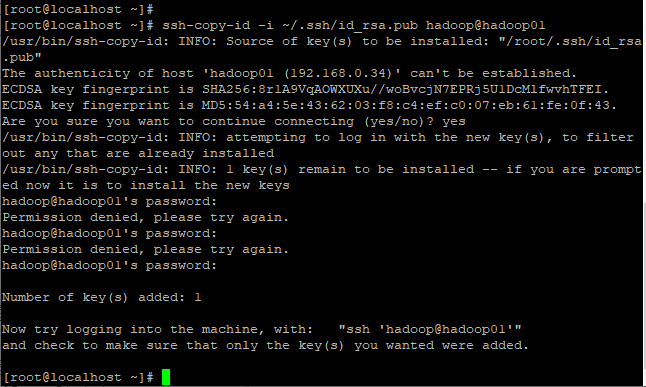 [root@localhost ~]#
[root@localhost ~]# ssh-copy-id -i ~/.ssh/id_rsa.pub hadoop@hadoop01
/usr/bin/ssh-copy-id: INFO: Source of key(s) to be installed: "/root/.ssh/id_rsa
.pub"
The authenticity of host 'hadoop01 (192.168.0.34)' can't be established.
ECDSA key fingerprint is SHA256:8rlA9VqAOWXUXu//woBvcjN7EPRj5U1DcMlfwvhTFEI.
ECDSA key fingerprint is MD5:54:a4:5e:43:62:03:f8:c4:ef:c0:07:eb:61:fe:0f:43.
Are you sure you want to continue connecting (yes/no)? yes
/usr/bin/ssh-copy-id: INFO: attempting to log in with the new key(s), to filter
out any that are already installed
/usr/bin/ssh-copy-id: INFO: 1 key(s) remain to be installed -- if you are prompt
ed now it is to install the new keys
hadoop@hadoop01's password:
Permission denied, please try again.
hadoop@hadoop01's password:
Permission denied, please try again.
hadoop@hadoop01's password:
Number of key(s) added: 1
Now try logging into the machine, with:   "ssh 'hadoop@hadoop01'"
and check to make sure that only the key(s) you wanted were added.
[root@localhost ~]#